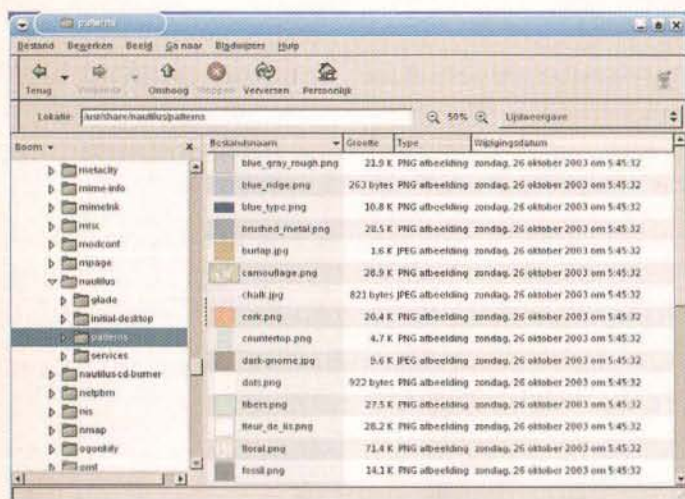 patterns
Bestand Bewerken Beeld Ga naar Bladwijzers Hulp
Terug Omhoog Stoppen Verversen Persoonlijk
Lokatie: /usr/share/nautilus/patterns 50% Lijstweergave
Boom
metacity
mime-info
mimelnk
misc
modconf
mpage
nautilus
glade
initial-desktop
patterns
services
nautilus-cd-burner
netpbm
nis
nmap
omf
Bestandsnaam Grootte Type Wijzigingsdatum
blue_gray_rough.png 21.9 K PNG afbeelding zondag, 26 oktober 2003 om 5:45:32
blue_ridge.png 263 bytes PNG afbeelding zondag, 26 oktober 2003 om 5:45:32
blue_type.png 10.8 K PNG afbeelding zondag, 26 oktober 2003 om 5:45:32
brushed_metal.png 28.5 K PNG afbeelding zondag, 26 oktober 2003 om 5:45:32
burlap.jpg 1.6 K JPEG afbeelding zondag, 26 oktober 2003 om 5:45:32
camouflage.png 28.9 K PNG afbeelding zondag, 26 oktober 2003 om 5:45:32
chalk.jpg 821 bytes JPEG afbeelding zondag, 26 oktober 2003 om 5:45:32
cork.png 20.4 K PNG afbeelding zondag, 26 oktober 2003 om 5:45:32
countertop.png 4.7 K PNG afbeelding zondag, 26 oktober 2003 om 5:45:32
dark-gnome.jpg 9.6 K JPEG afbeelding zondag, 26 oktober 2003 om 5:45:32
dots.png 922 bytes PNG afbeelding zondag, 26 oktober 2003 om 5:45:32
fibers.png 27.5 K PNG afbeelding zondag, 26 oktober 2003 om 5:45:32
fleur_de_lis.png 28.2 K PNG afbeelding zondag, 26 oktober 2003 om 5:45:32
floral.png 71.4 K PNG afbeelding zondag, 26 oktober 2003 om 5:45:32
fossil.png 14.1 K PNG afbeelding zondag, 26 oktober 2003 om 5:45:32